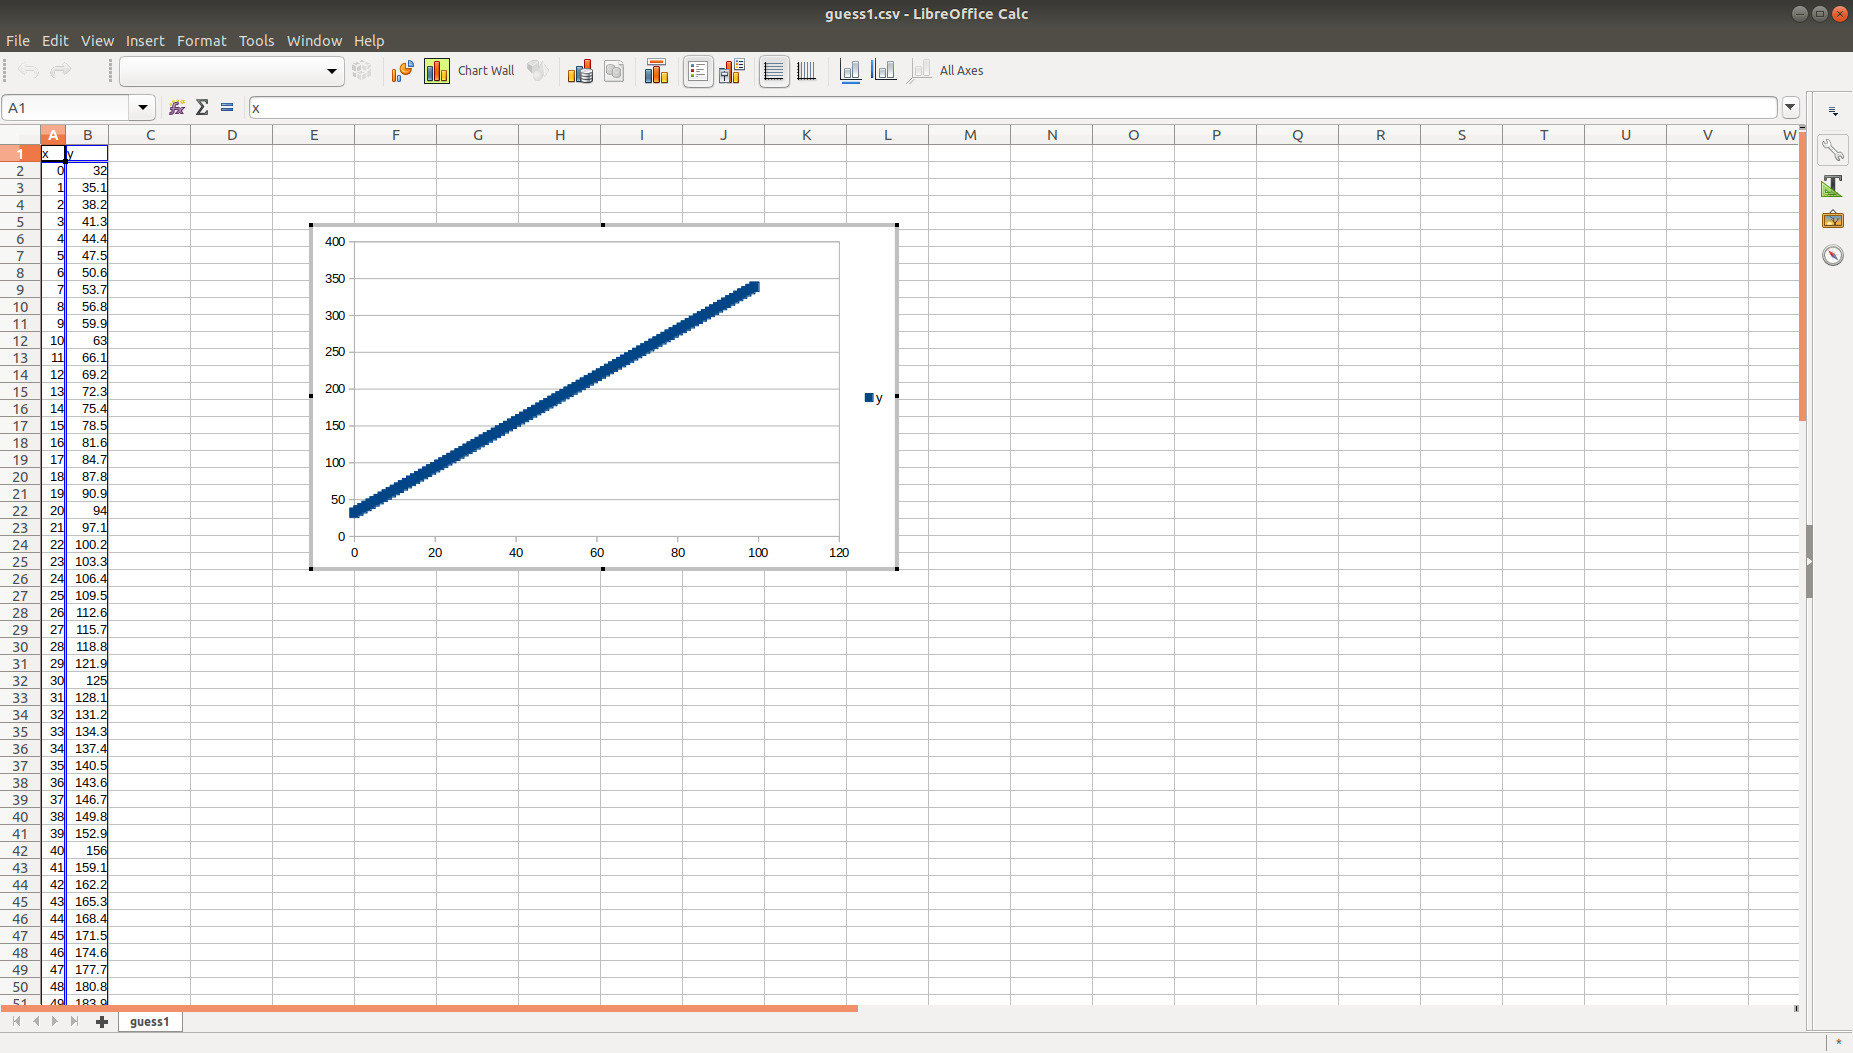 guess1.csv - LibreOffice Calc
File Edit View Insert Format Tools Window Help
Chart Wall All Axes
A1 fx Σ = x
A B C D E F G H I J K L M N O P Q R S T U V W
1 x y
2 0 32
3 1 35.1
4 2 38.2
5 3 41.3
6 4 44.4
7 5 47.5
8 6 50.6
9 7 53.7
10 8 56.8
11 9 59.9
12 10 63
13 11 66.1
14 12 69.2
15 13 72.3
16 14 75.4
17 15 78.5
18 16 81.6
19 17 84.7
20 18 87.8
21 19 90.9
22 20 94
23 21 97.1
24 22 100.2
25 23 103.3
26 24 106.4
27 25 109.5
28 26 112.6
29 27 115.7
30 28 118.8
31 29 121.9
32 30 125
33 31 128.1
34 32 131.2
35 33 134.3
36 34 137.4
37 35 140.5
38 36 143.6
39 37 146.7
40 38 149.8
41 39 152.9
42 40 156
43 41 159.1
44 42 162.2
45 43 165.3
46 44 168.4
47 45 171.5
48 46 174.6
49 47 177.7
50 48 180.8
51 49 183.9
400
350
300
250
200
150
100
50
0
0 20 40 60 80 100 120
y
guess1
*